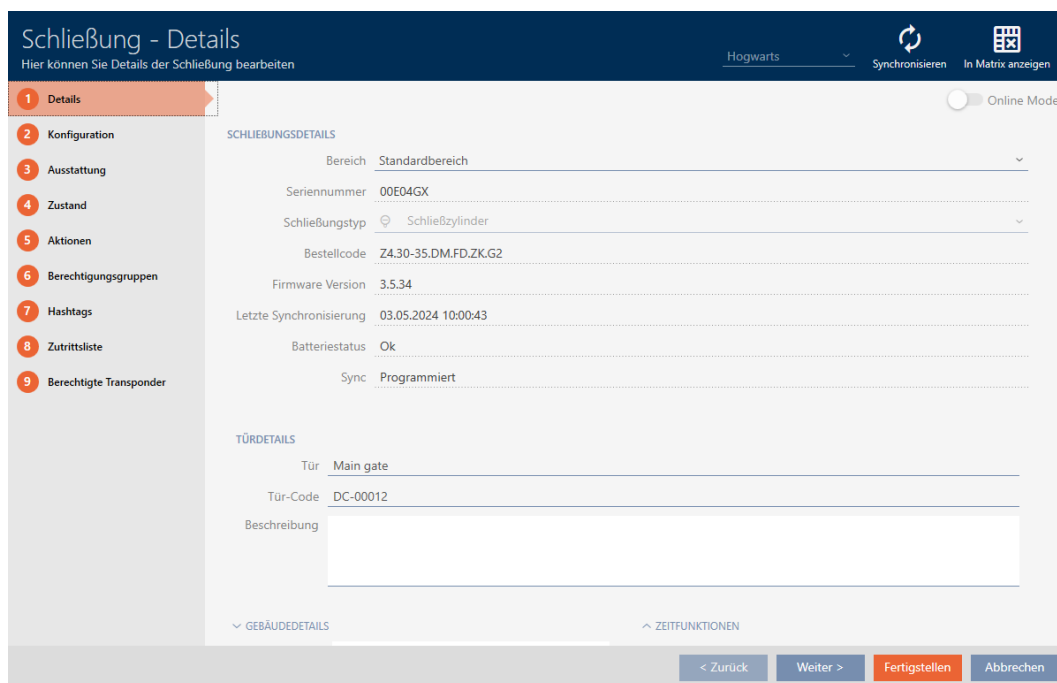 Schließung - Details
Hier können Sie Details der Schließung bearbeiten
Hogwarts
Synchronisieren
In Matrix anzeigen
1 Details
2 Konfiguration
3 Ausstattung
4 Zustand
5 Aktionen
6 Berechtigungsgruppen
7 Hashtags
8 Zutrittsliste
9 Berechtigte Transponder
Online Mode
SCHLIEßUNGSDETAILS
Bereich Standardbereich
Seriennummer 00E04GX
Schließungstyp Schließzylinder
Bestellcode Z4.30-35.DM.FD.ZK.G2
Firmware Version 3.5.34
Letzte Synchronisierung 03.05.2024 10:00:43
Batteriestatus Ok
Sync Programmiert
TÜRDETAILS
Tür Main gate
Tür-Code DC-00012
Beschreibung
GEBÄUDEDETAILS
ZEITFUNKTIONEN
< Zurück
Weiter >
Fertigstellen
Abbrechen